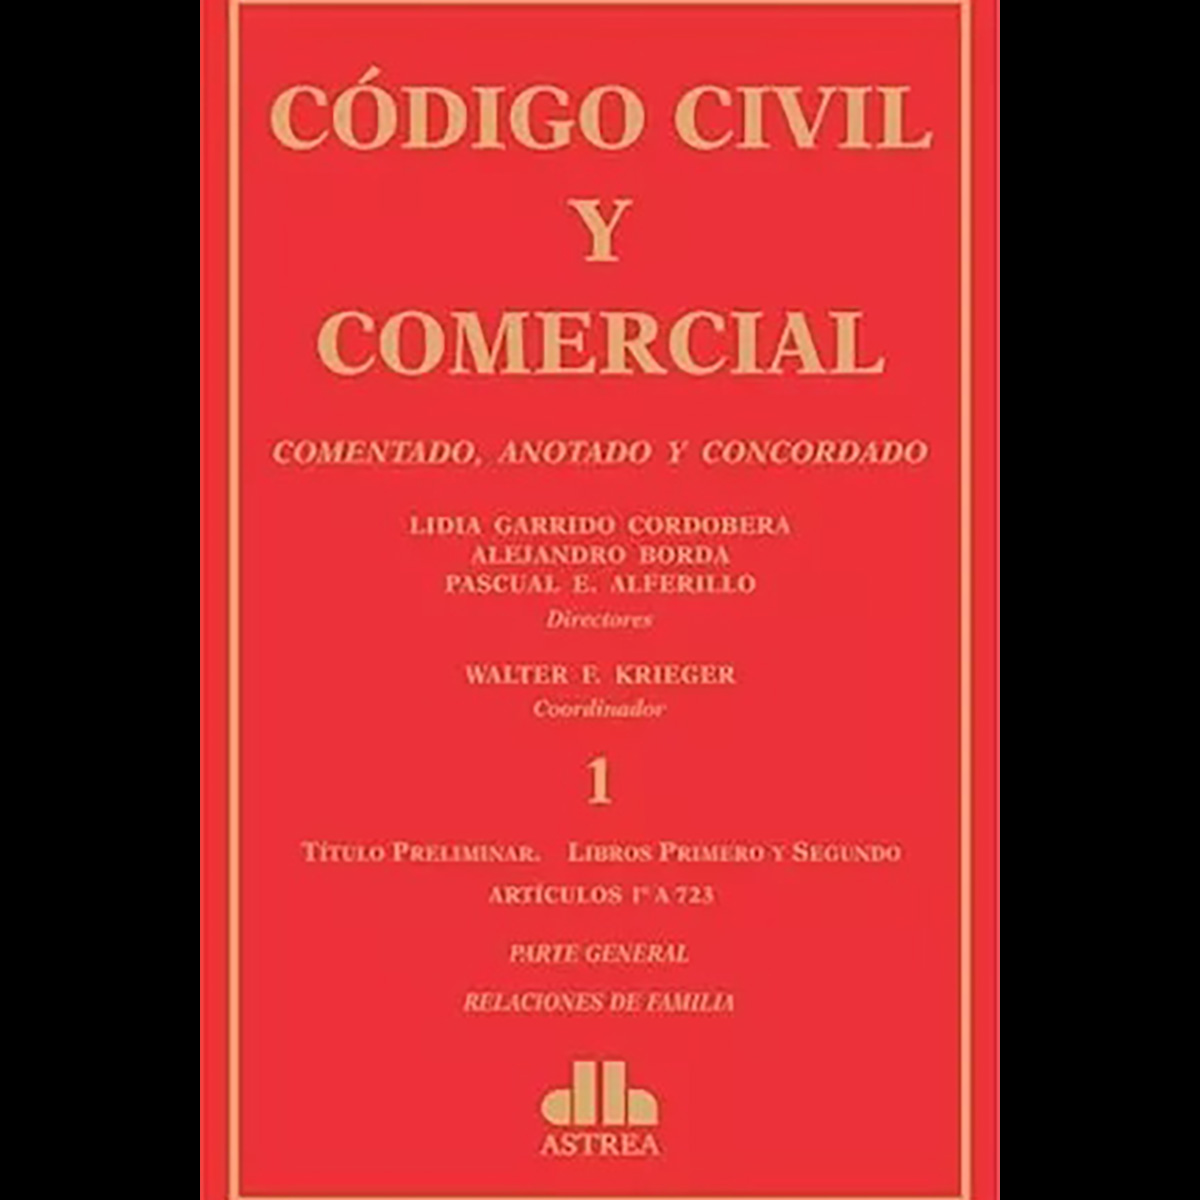 CÓDIGO CIVIL
Y
COMERCIAL
COMENTADO, ANOTADO Y CONCORDADO
LIDIA GARRIDO CORDOBERA
ALEJANDRO BORDA
PASCUAL E. ALFERILLO
Directores
WALTER F. KRIEGER
Coordinador
1
TÍTULO PRELIMINAR. LIBROS PRIMERO Y SEGUNDO
ARTÍCULOS 1º A 723
PARTE GENERAL
RELACIONES DE FAMILIA
ASTREA